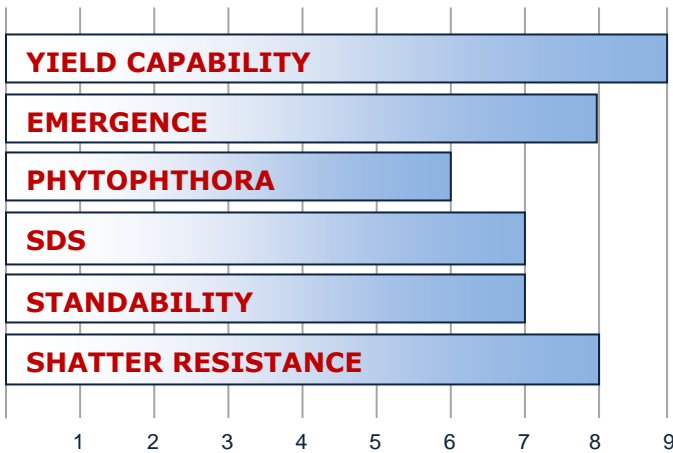 YIELD CAPABILITY
EMERGENCE
PHYTOPHTHORA
SDS
STANDABILITY
SHATTER RESISTANCE
1 2 3 4 5 6 7 8 9